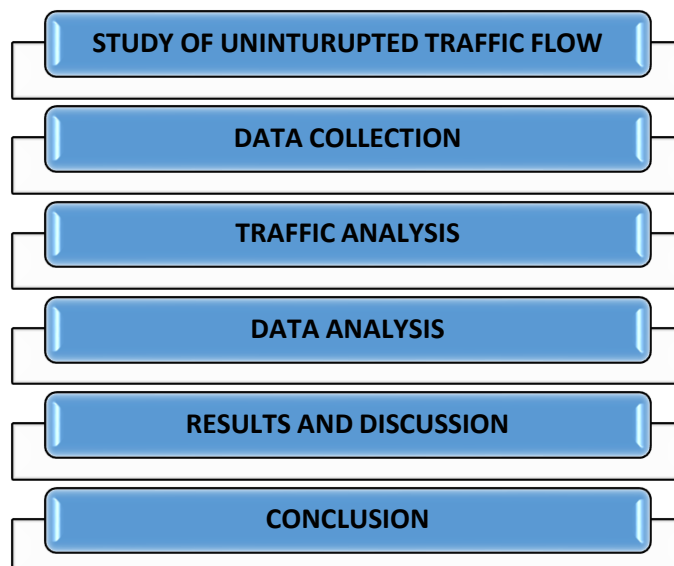 STUDY OF UNINTURUPTED TRAFFIC FLOW
DATA COLLECTION
TRAFFIC ANALYSIS
DATA ANALYSIS
RESULTS AND DISCUSSION
CONCLUSION